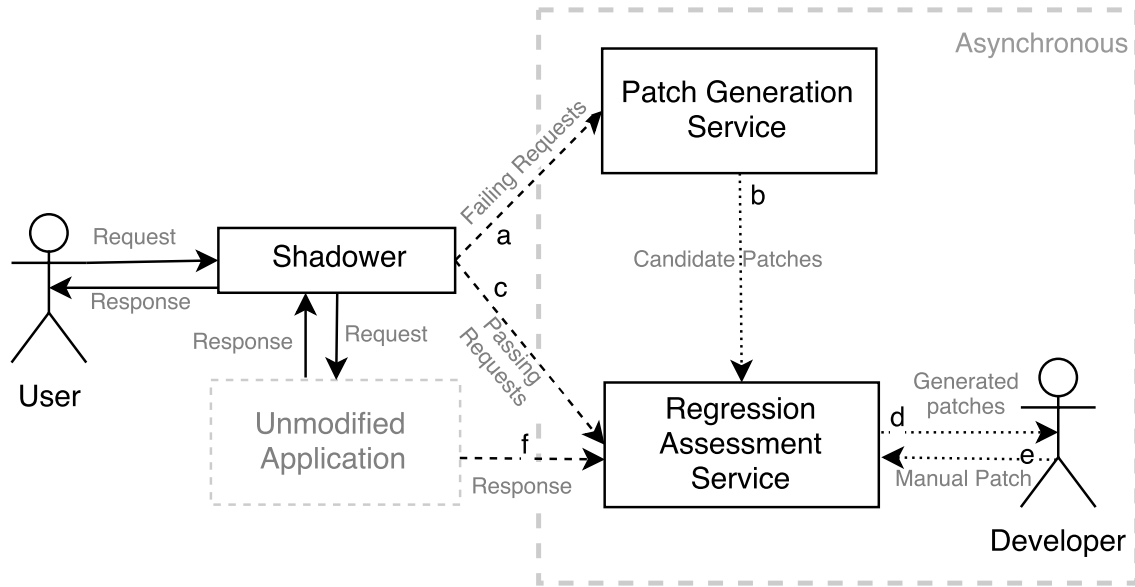 Asynchronous
Patch Generation
Service
Failing Requests
a
b
Request
Shadower
Response
Candidate Patches
c
Passing
Requests
Response
Request
User
Unmodified
Application
f
Response
Regression
Assessment
Service
Generated
patches
d
e
Manual Patch
Developer